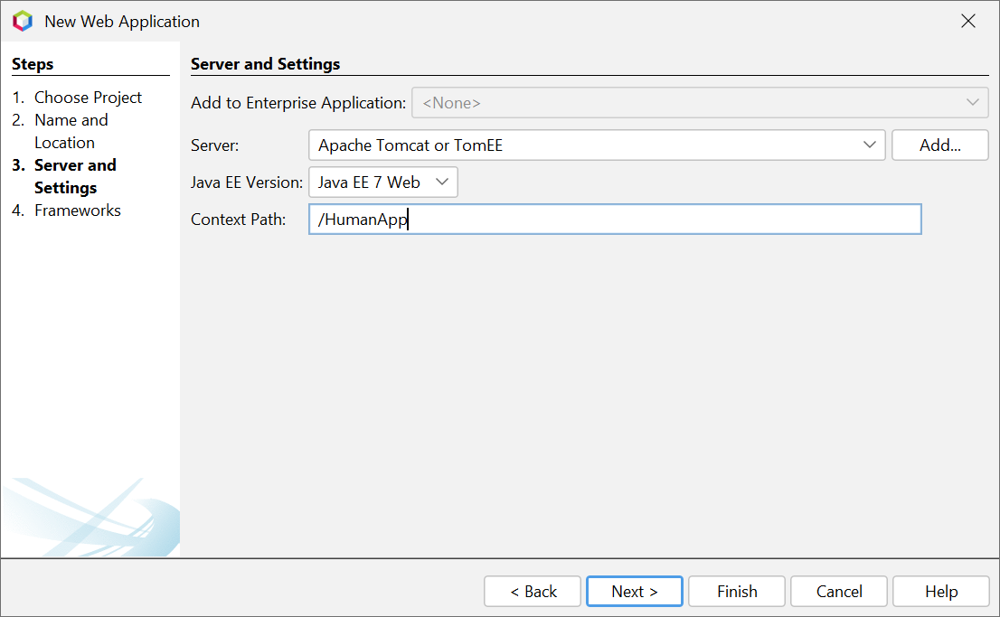 New Web Application
Steps
1. Choose Project
2. Name and
Location
3. Server and
Settings
4. Frameworks
Server and Settings
Add to Enterprise Application: <None>
Server: Apache Tomcat or TomEE Add...
Java EE Version: Java EE 7 Web
Context Path: /HumanApp
< Back Next > Finish Cancel Help